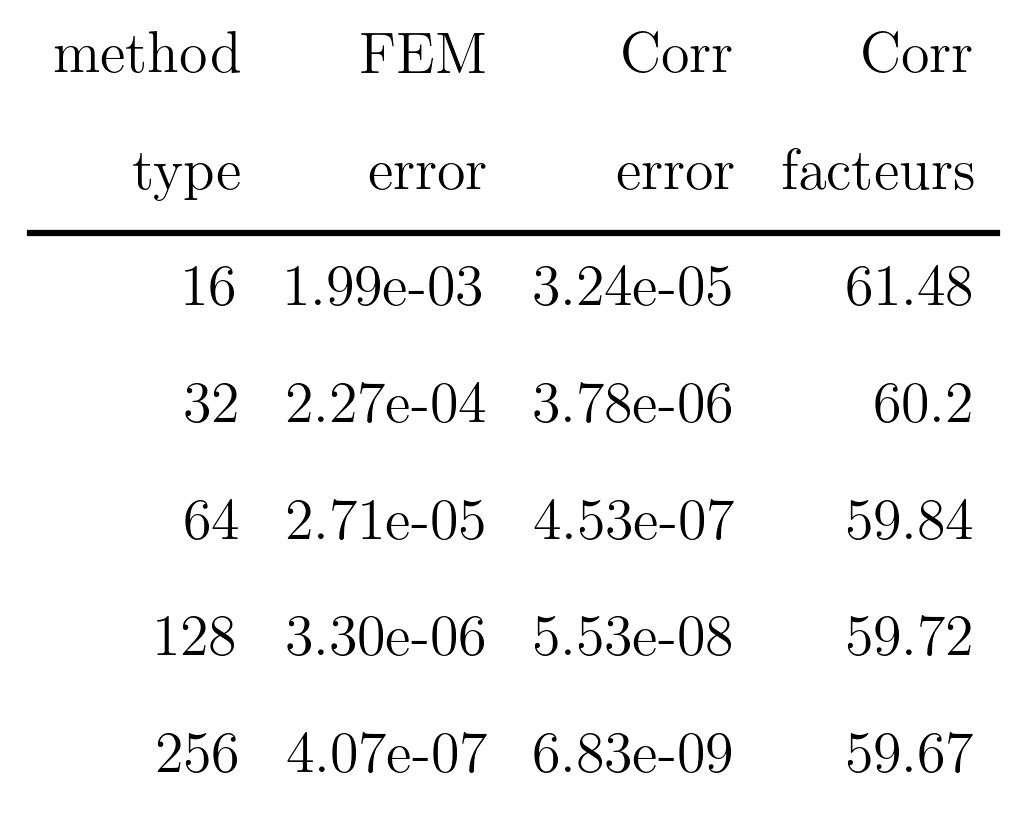 method FEM Corr Corr
type error error facteurs
16 1.99e-03 3.24e-05 61.48
32 2.27e-04 3.78e-06 60.2
64 2.71e-05 4.53e-07 59.84
128 3.30e-06 5.53e-08 59.72
256 4.07e-07 6.83e-09 59.67